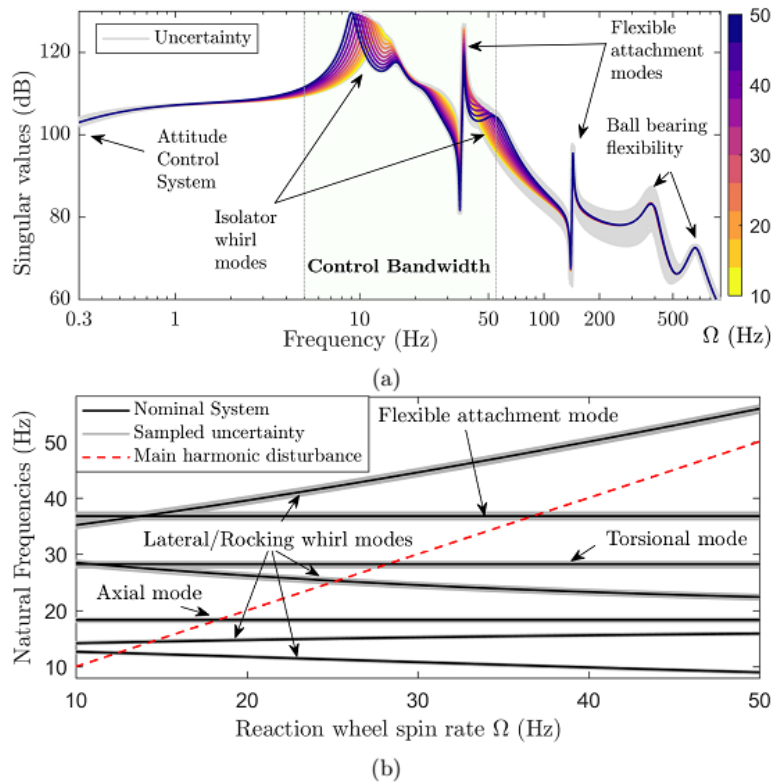 Uncertainty
Flexible
attachment
modes
Ball bearing
flexibility
Attitude
Control
System
Isolator
whirl
modes
Control Bandwidth
Singular values (dB)
120
100
80
60
0.3
1
5
10
50
100
200
500
Frequency (Hz)
50
40
30
20
10
Ω (Hz)
(a)
Nominal System
Sampled uncertainty
Main harmonic disturbance
Flexible attachment mode
Lateral/Rocking whirl modes
Torsional mode
Axial mode
Natural Frequencies (Hz)
50
40
30
20
10
10
20
30
40
50
Reaction wheel spin rate Ω (Hz)
(b)